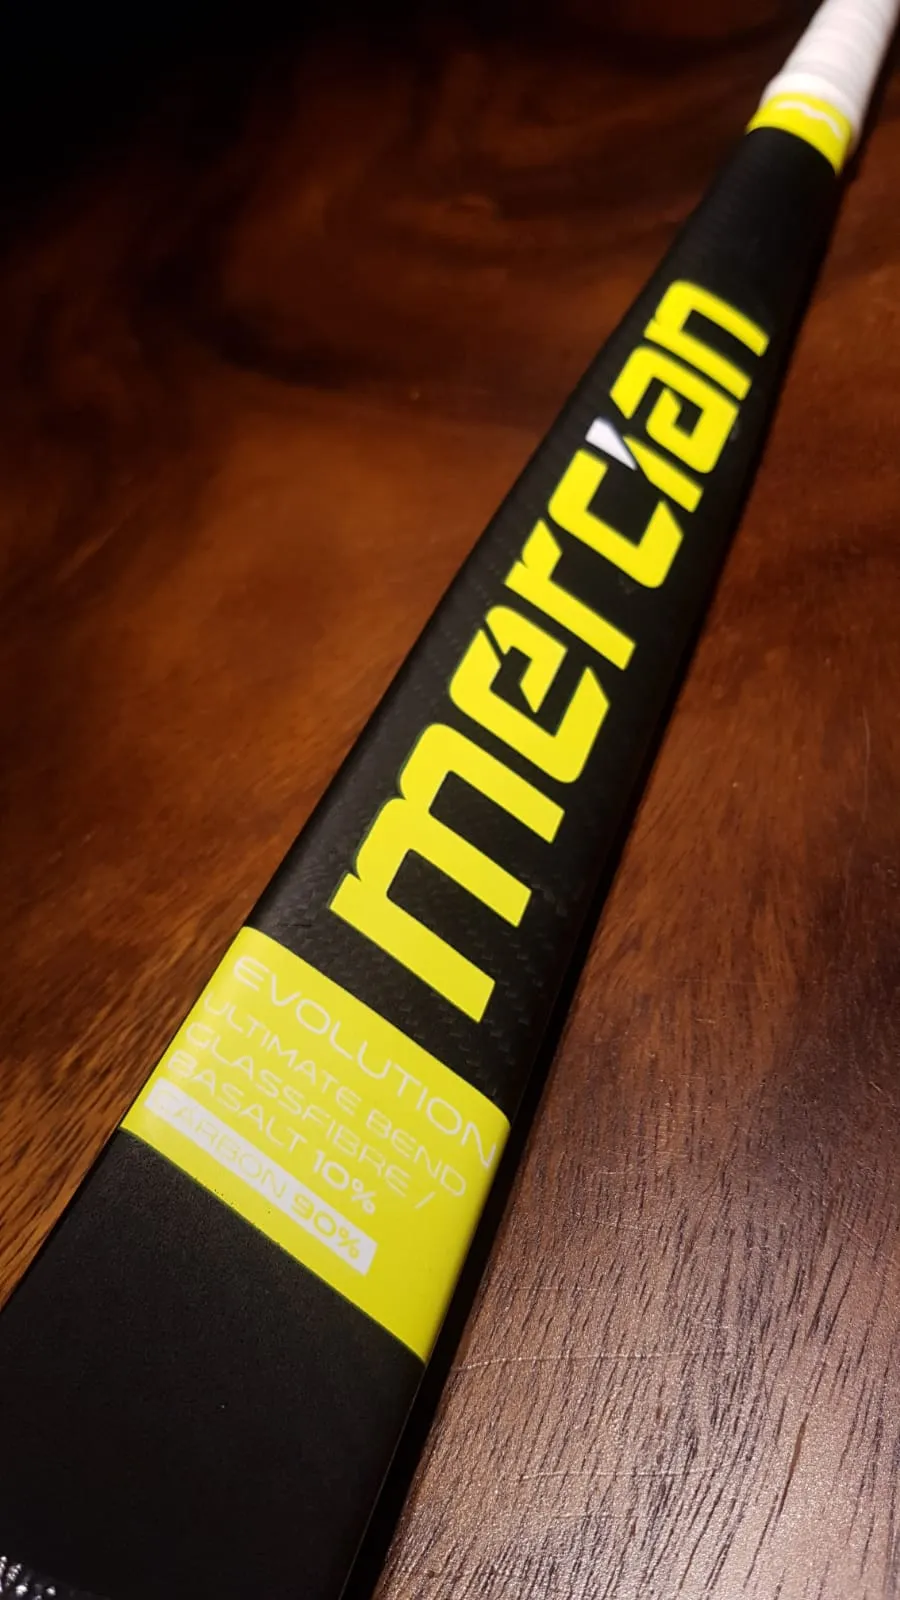 mercian
EVOLUTION
ULTIMATE BEND
GLASSFIBRE /
BASALT 10%
CARBON 90%